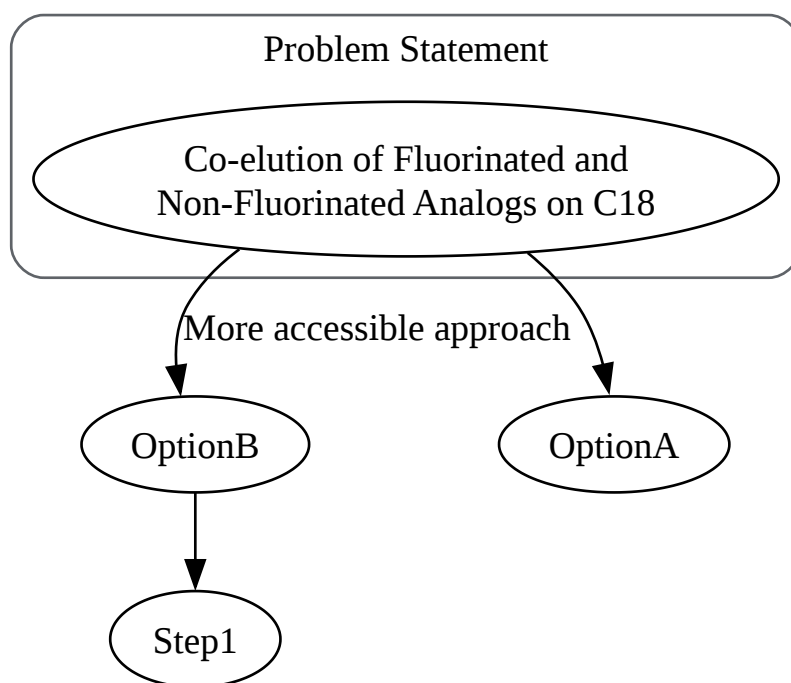 Problem Statement
Co-elution of Fluorinated and
Non-Fluorinated Analogs on C18
More accessible approach
OptionB
OptionA
Step1